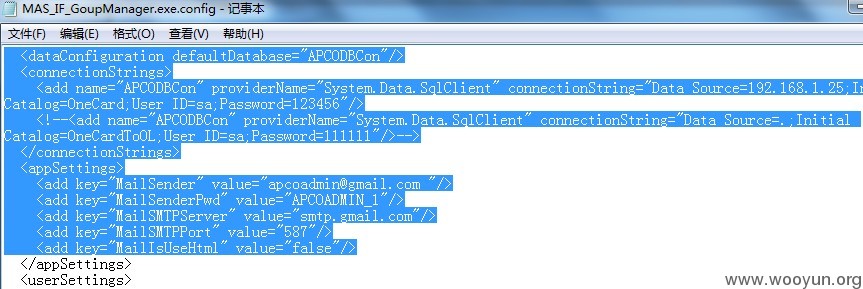 MAS_IF_GoupManager.exe.config - 记事本
文件(F) 编辑(E) 格式(O) 查看(V) 帮助(H)
<dataConfiguration defaultDatabase="APCODBCon"/>
<connectionStrings>
<add name="APCODBCon" providerName="System.Data.SqlClient" connectionString="Data Source=192.168.1.25;In
Catalog=OneCard;User ID=sa;Password=123456"/>
<!--<add name="APCODBCon" providerName="System.Data.SqlClient" connectionString="Data Source=.;Initial
Catalog=OneCardToOL;User ID=sa;Password=111111"/>-->
</connectionStrings>
<appSettings>
<add key="MailSender" value="apcoadmin@gmail.com "/>
<add key="MailSenderPwd" value="APCOADMIN_1"/>
<add key="MailSMTPServer" value="smtp.gmail.com"/>
<add key="MailSMTPPort" value="587"/>
<add key="MailIsUseHtml" value="false"/>
</appSettings>
<userSettings>
www.wooyun.org